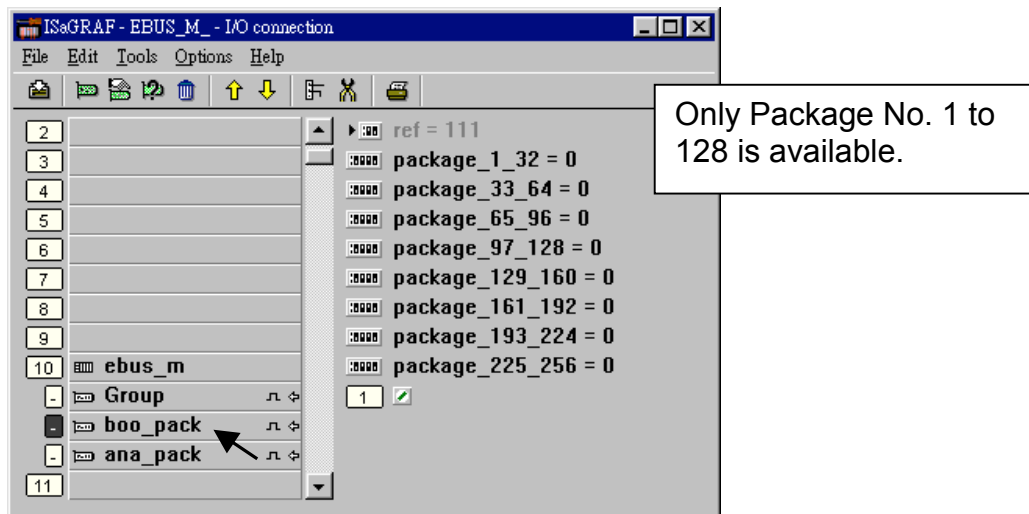 ISaGRAF - EBUS_M_ - I/O connection
File Edit Tools Options Help
Only Package No. 1 to
128 is available.
2
3
4
5
6
7
8
9
10 ebus_m
- Group
- boo_pack
- ana_pack
11
ref = 111
package_1_32 = 0
package_33_64 = 0
package_65_96 = 0
package_97_128 = 0
package_129_160 = 0
package_161_192 = 0
package_193_224 = 0
package_225_256 = 0
1